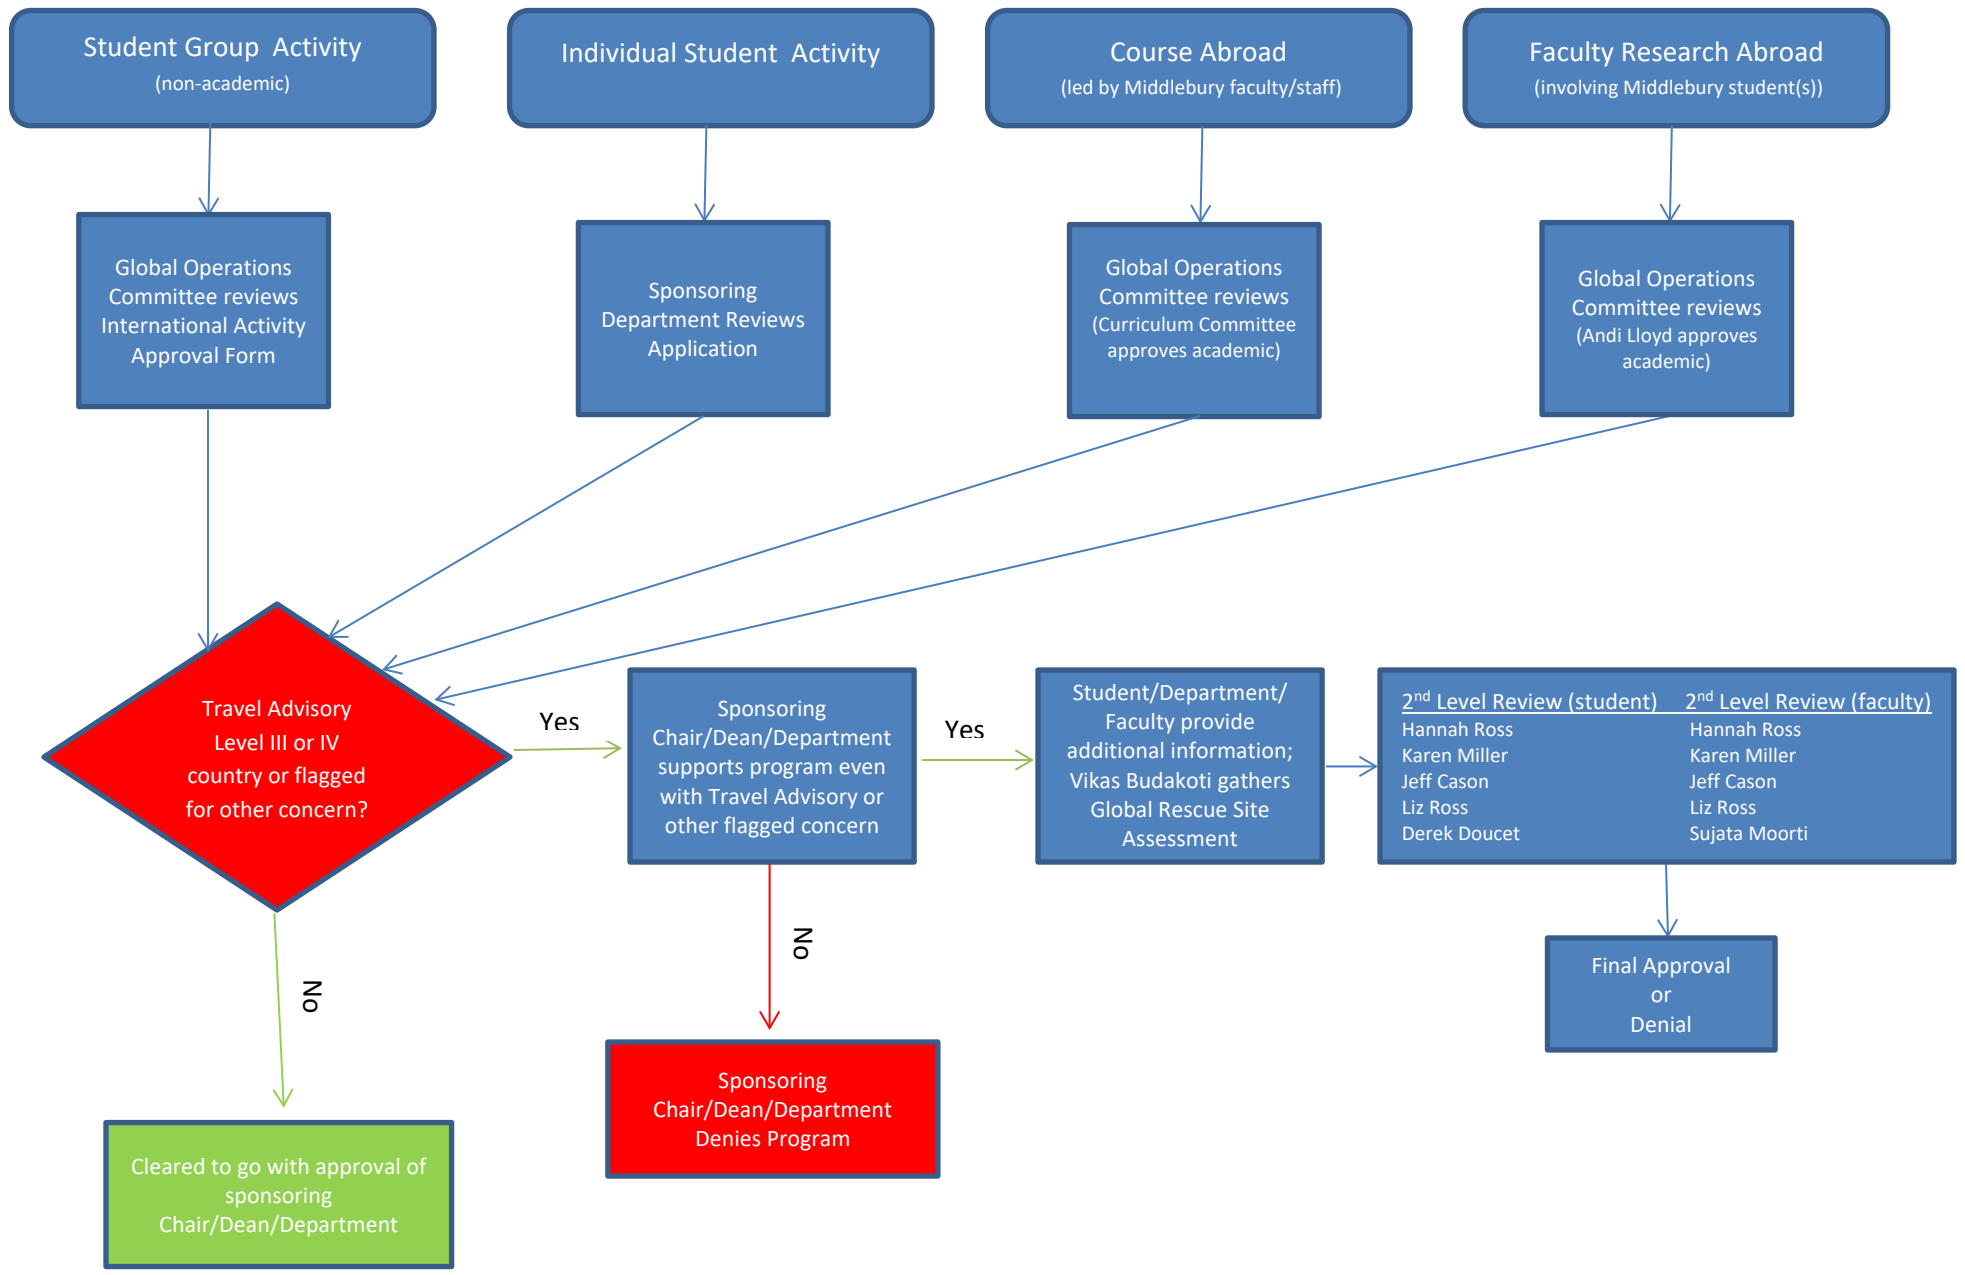 Student Group Activity
(non-academic)
Individual Student Activity
Course Abroad
(led by Middlebury faculty/staff)
Faculty Research Abroad
(involving Middlebury student(s))
Global Operations
Committee reviews
International Activity
Approval Form
Sponsoring
Department Reviews
Application
Global Operations
Committee reviews
(Curriculum Committee
approves academic)
Global Operations
Committee reviews
(Andi Lloyd approves
academic)
Travel Advisory
Level III or IV
country or flagged
for other concern?
Yes
Sponsoring
Chair/Dean/Department
supports program even
with Travel Advisory or
other flagged concern
Yes
Student/Department/
Faculty provide
additional information;
Vikas Budakoti gathers
Global Rescue Site
Assessment
2nd Level Review (student) 2nd Level Review (faculty)
Hannah Ross Hannah Ross
Karen Miller Karen Miller
Jeff Cason Jeff Cason
Liz Ross Liz Ross
Derek Doucet Sujata Moorti
No
No
Final Approval
or
Denial
Sponsoring
Chair/Dean/Department
Denies Program
Cleared to go with approval of
sponsoring
Chair/Dean/Department